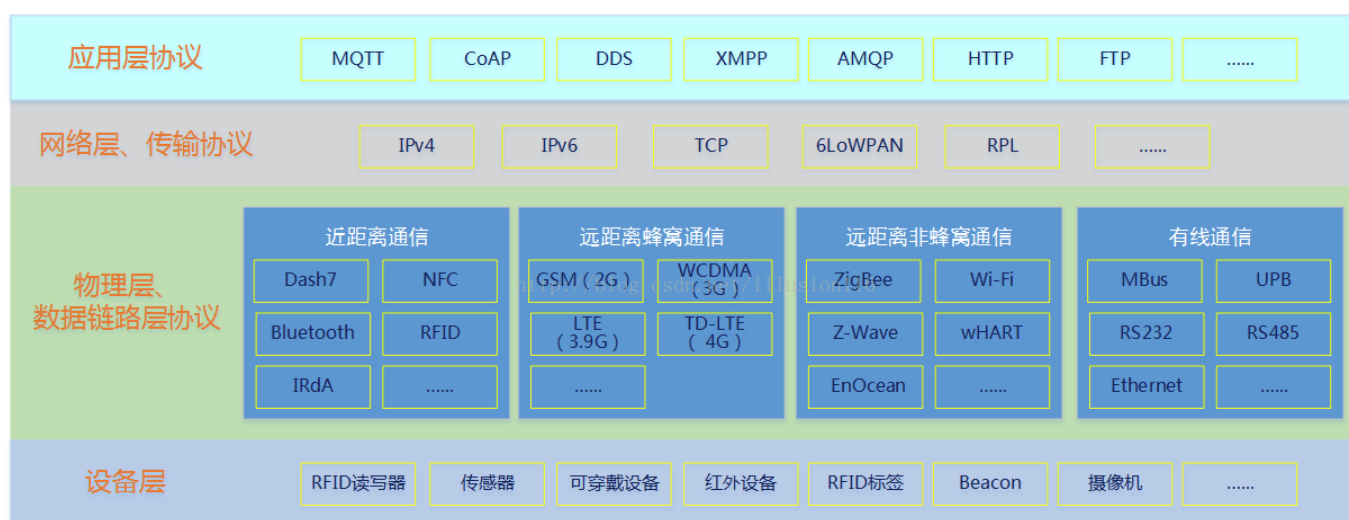 应用层协议 MQTT CoAP DDS XMPP AMQP HTTP FTP ......
网络层、传输协议 IPv4 IPv6 TCP 6LoWPAN RPL ......
物理层、
数据链路层协议
近距离通信
Dash7 NFC
Bluetooth RFID
IRdA ......
远距离蜂窝通信
GSM（2G） WCDMA
（3G）
LTE
（3.9G）
TD-LTE
（ 4G）
......
远距离非蜂窝通信
ZigBee Wi-Fi
Z-Wave wHART
EnOcean ......
有线通信
MBus UPB
RS232 RS485
Ethernet ......
设备层 RFID读写器 传感器 可穿戴设备 红外设备 RFID标签 Beacon 摄像机 ......